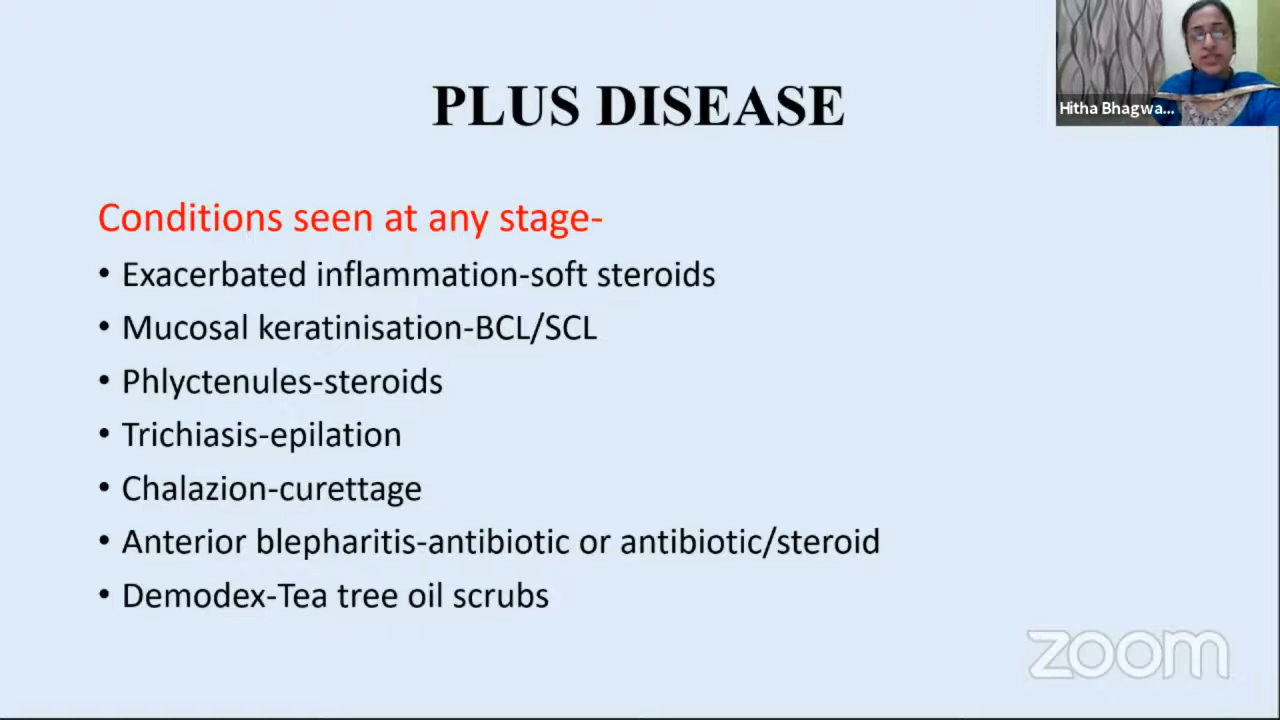 PLUS DISEASE
Hitha Bhagwa...
Conditions seen at any stage-
• Exacerbated inflammation-soft steroids
• Mucosal keratinisation-BCL/SCL
• Phlyctenules-steroids
• Trichiasis-epilation
• Chalazion-curettage
• Anterior blepharitis-antibiotic or antibiotic/steroid
• Demodex-Tea tree oil scrubs
zoom